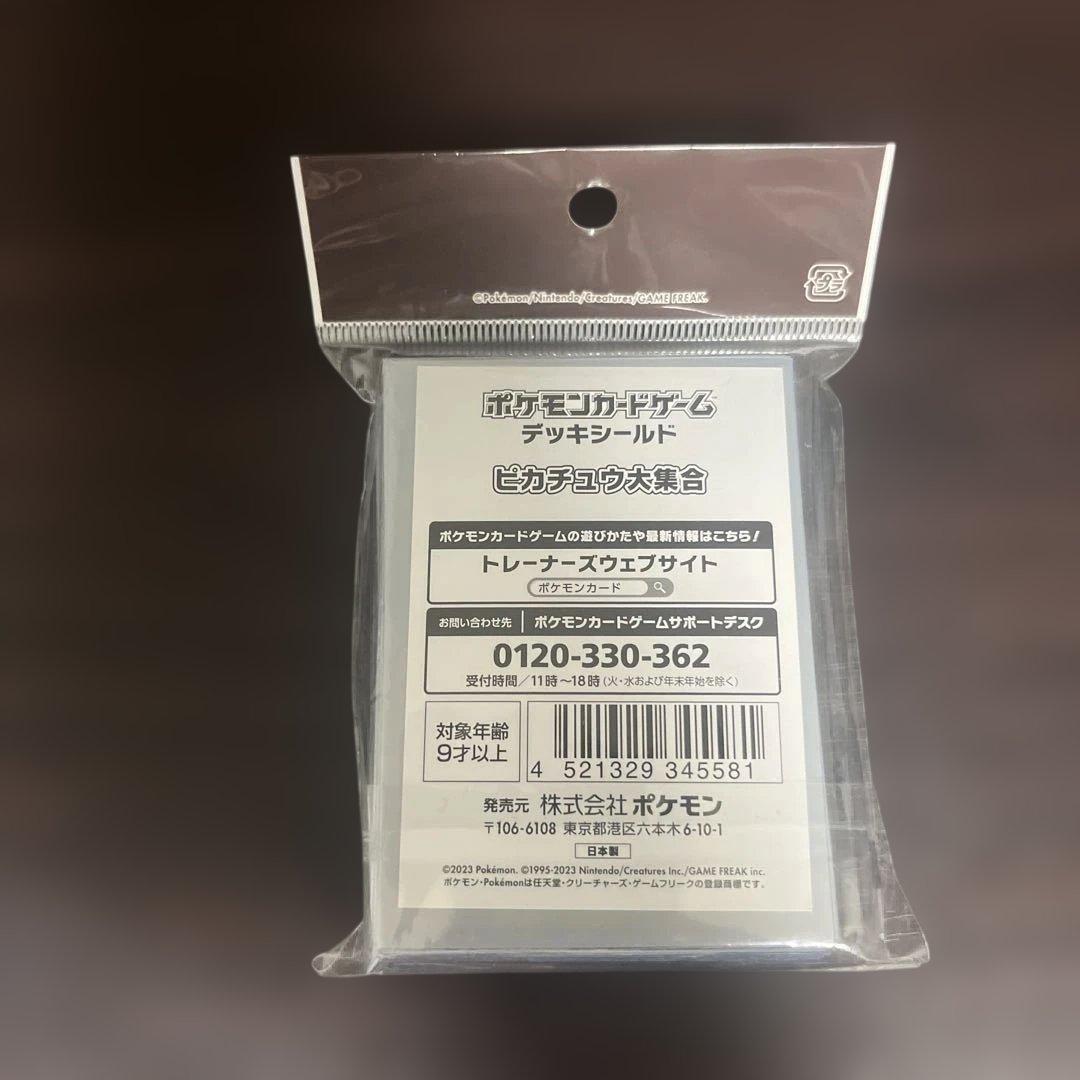 ©Pokémon/Nintendo/Creatures/GAME FREAK.
プラ
ポケモンカードゲーム
デッキシールド
ピカチュウ大集合
ポケモンカードゲームの遊びかたや最新情報はこちら!
トレーナーズウェブサイト
ポケモンカード
お問い合わせ先 ポケモンカードゲームサポートデスク
0120-330-362
受付時間/11時~18時(火・水および年末年始を除く)
対象年齢
9才以上
4 521329 345581
発売元 株式会社 ポケモン
〒106-6108 東京都港区六本木6-10-1
日本製
©2023 Pokémon. ©1995-2023 Nintendo/Creatures Inc./GAME FREAK inc.
ポケモン・Pokémonは任天堂・クリーチャーズ・ゲームフリークの登録商標です。